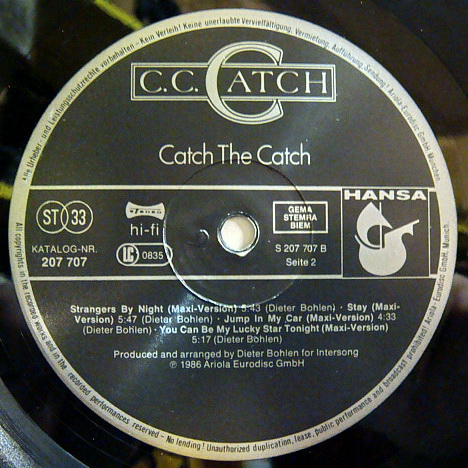 Alle Urheber- und Leistungsschutzrechte vorbehalten - Kein Verleih! Keine unerlaubte Vervielfältigung, Vermietung, Aufführung, Sendung! Ariola-Eurodisc GmbH München.
C.C. CATCH
Catch The Catch
ST 33
STEREO
hi-fi
KATALOG-NR.
207 707
LC 0835
GEMA
STEMRA
BIEM
S 207 707 B
Seite 2
HANSA
Strangers By Night (Maxi-Version) 5:43 (Dieter Bohlen) · Stay (Maxi-
Version) 5:47 (Dieter Bohlen) · Jump In My Car (Maxi-Version) 4:33
(Dieter Bohlen) · You Can Be My Lucky Star Tonight (Maxi-Version)
5:17 (Dieter Bohlen)
Produced and arranged by Dieter Bohlen for Intersong
℗ 1986 Ariola Eurodisc GmbH
All copyrights in the recorded works and in the recorded performances reserved - No lending! Unauthorized duplication, lease, public performance and broadcast prohibited! Ariola-Eurodisc GmbH, Munich.